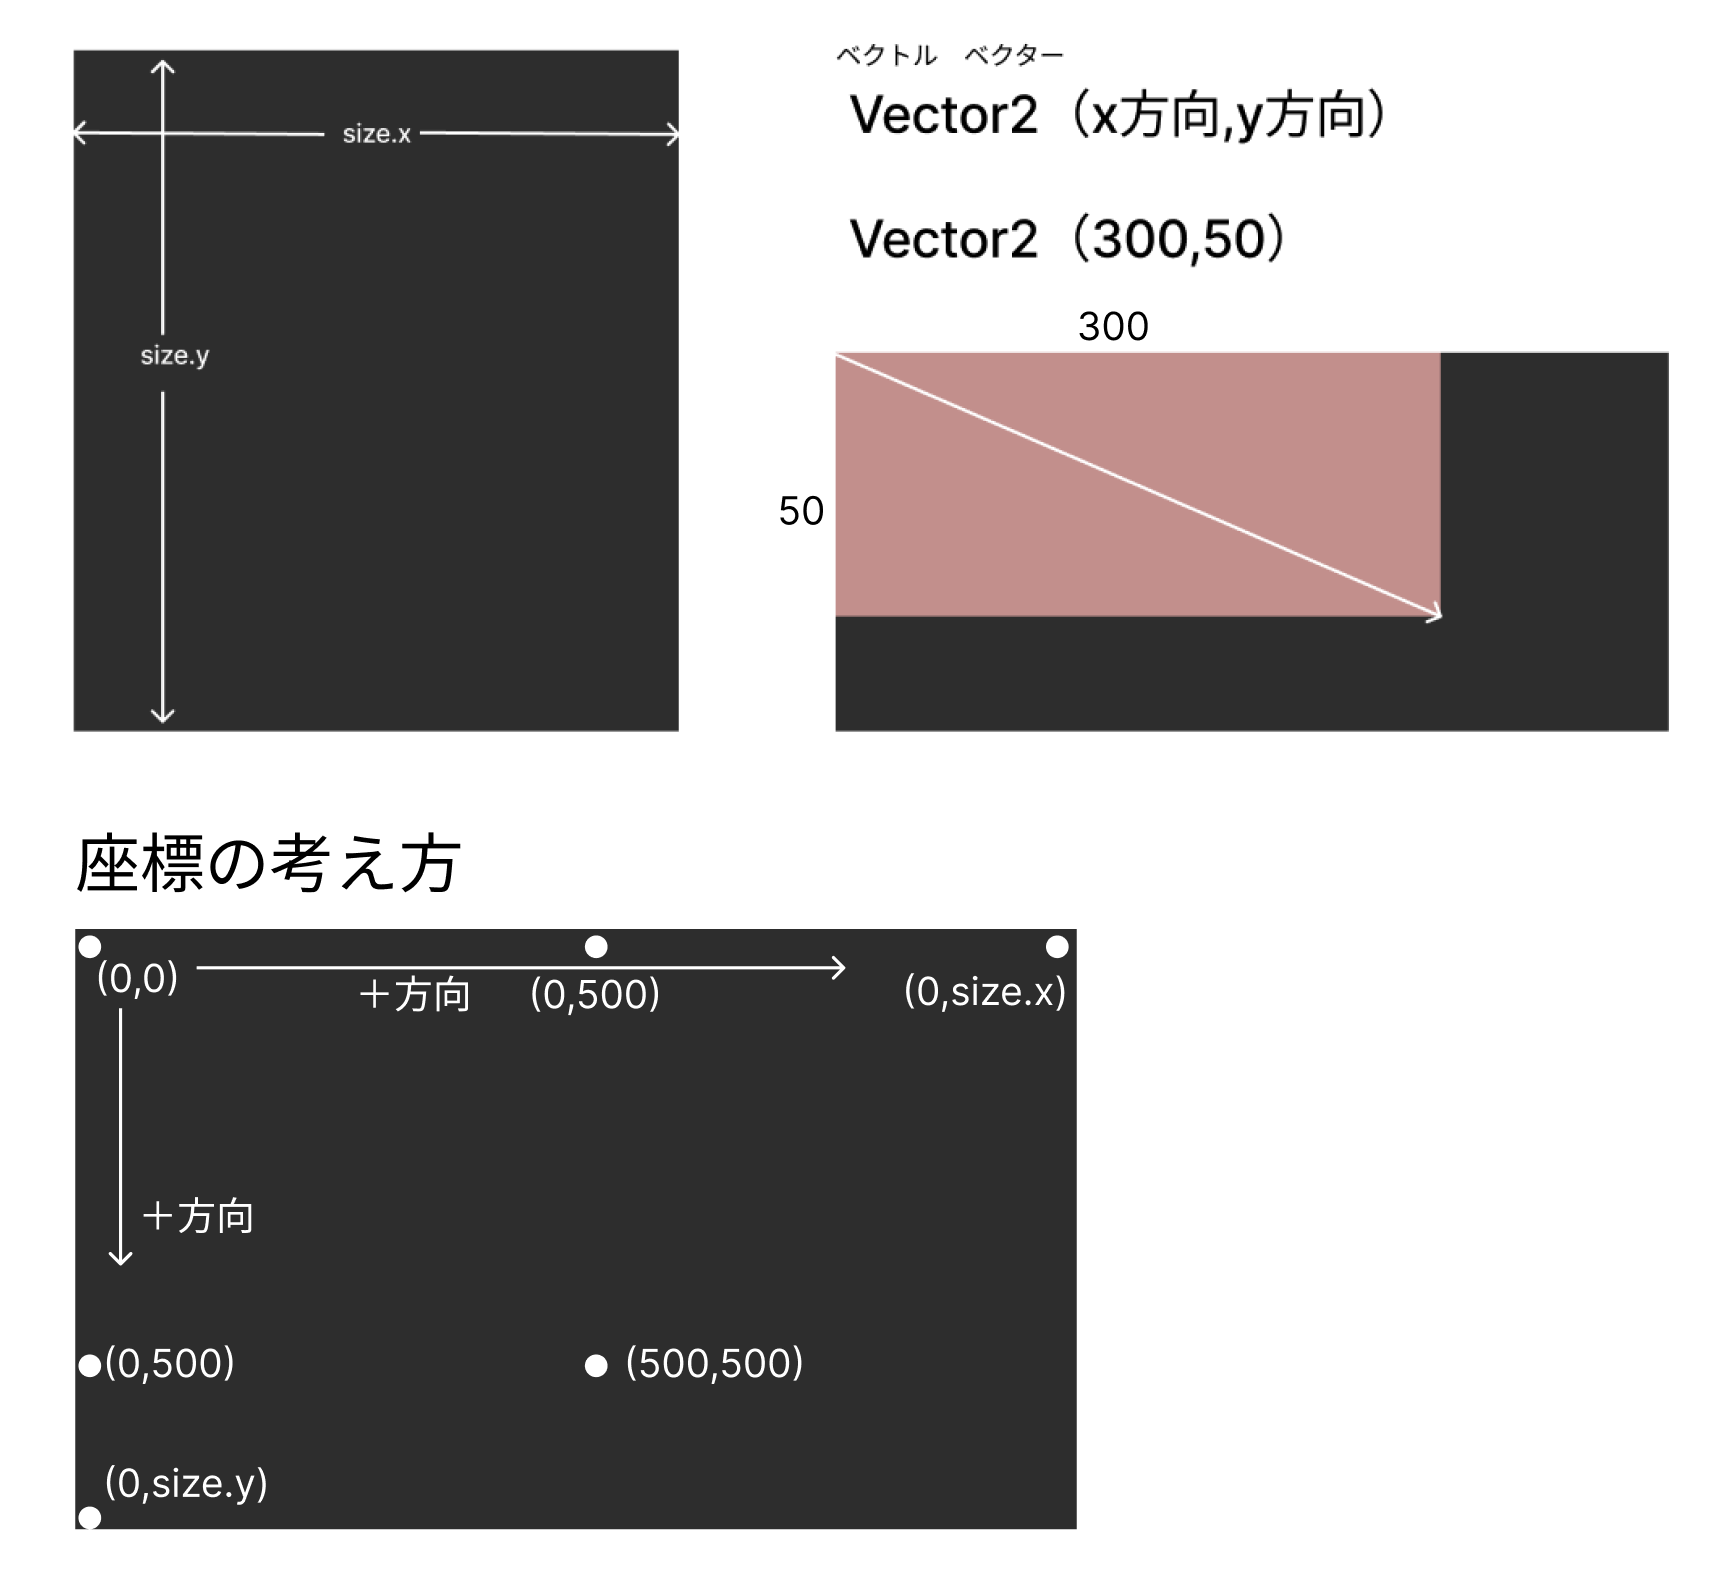 size.x
size.y
ベクトル　ベクター
Vector2（x方向,y方向）
Vector2（300,50）
300
50
座標の考え方
(0,0)
＋方向
(0,500)
(0,size.x)
＋方向
(0,500)
(500,500)
(0,size.y)